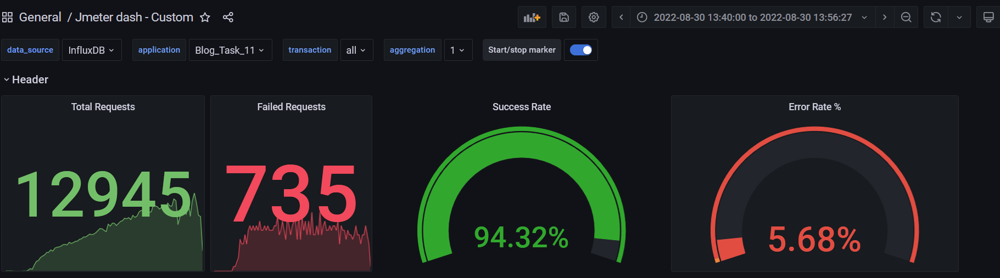 General / Jmeter dash - Custom 2022-08-30 13:40:00 to 2022-08-30 13:56:27
data_source InfluxDB application Blog_Task_11 transaction all aggregation 1 Start/stop marker
Header
Total Requests Failed Requests Success Rate Error Rate %
12945 735 94.32% 5.68%